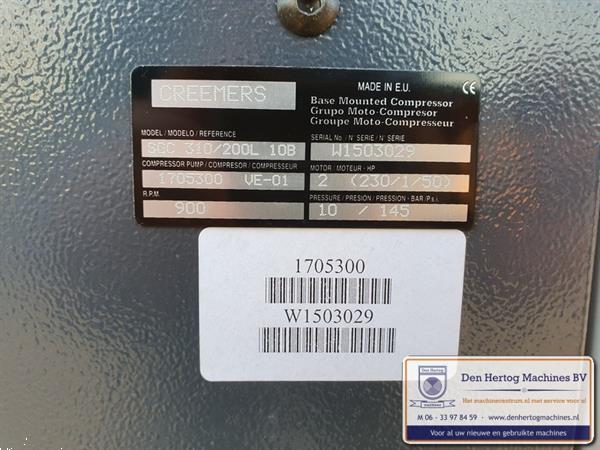 CREEMERS
MADE IN E.U.
CE
Base Mounted Compressor
Grupo Moto-Compresor
Groupe Moto-Compresseur
MODEL / MODELO / REFERENCE
SERIAL No / N° SERIE / N° SERIE
SGC 310/200L 10B
W1503029
COMPRESSOR PUMP / COMPRESOR / COMPRESSEUR
MOTOR / MOTEUR - HP
1705300 VE-01
2 (230/1/50)
R.P.M.
PRESSURE / PRESION / PRESSION - BAR / P.s.i.
900
10 / 145
1705300
W1503029
Den Hertog Machines BV
Het machinecentrum.nl met service voor u!
M 06 - 33 97 84 59 • www.denhertogmachines.nl
Voor al uw nieuwe en gebruikte machines